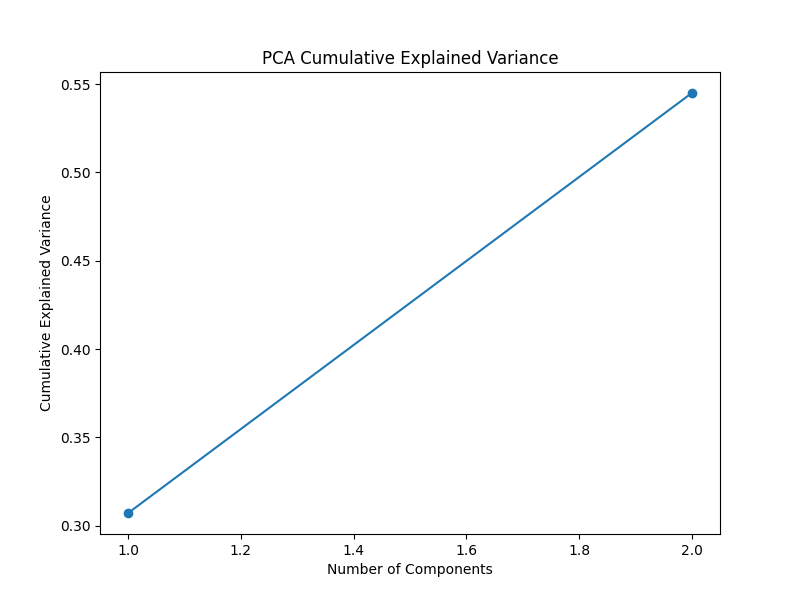 PCA Cumulative Explained Variance
0.55
0.50
0.45
0.40
0.35
0.30
Cumulative Explained Variance
1.0 1.2 1.4 1.6 1.8 2.0
Number of Components